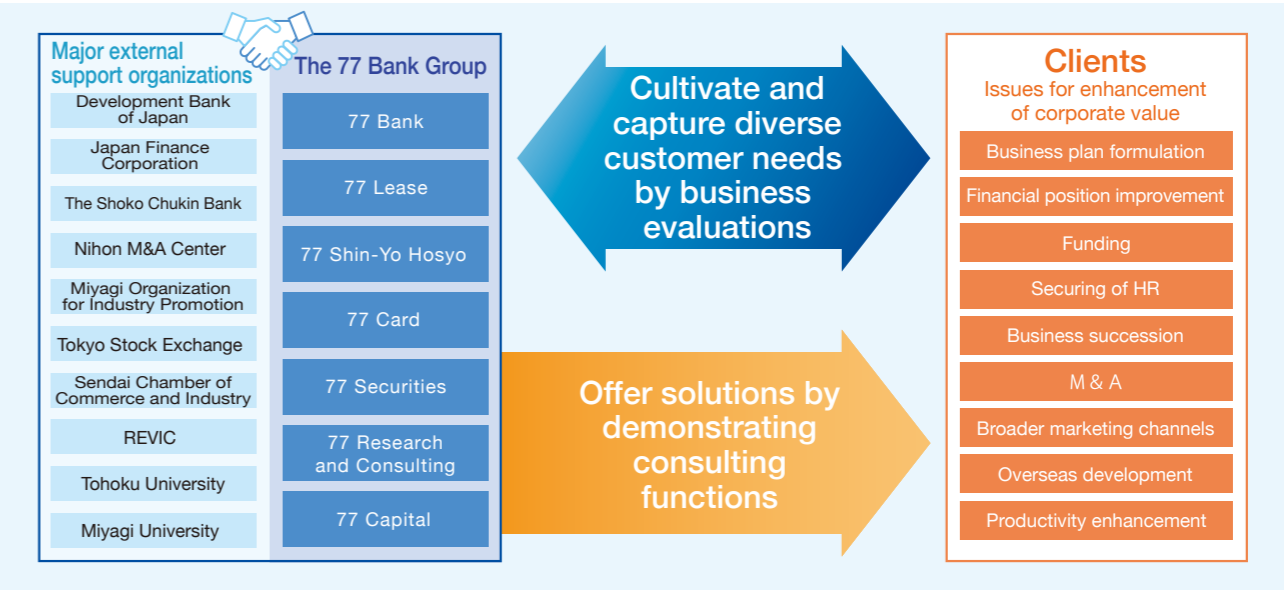 Major external
support organizations
Development Bank
of Japan
Japan Finance
Corporation
The Shoko Chukin Bank
Nihon M&A Center
Miyagi Organization
for Industry Promotion
Tokyo Stock Exchange
Sendai Chamber of
Commerce and Industry
REVIC
Tohoku University
Miyagi University
The 77 Bank Group
77 Bank
77 Lease
77 Shin-Yo Hosyo
77 Card
77 Securities
77 Research
and Consulting
77 Capital
Cultivate and
capture diverse
customer needs
by business
evaluations
Offer solutions by
demonstrating
consulting
functions
Clients
Issues for enhancement
of corporate value
Business plan formulation
Financial position improvement
Funding
Securing of HR
Business succession
M & A
Broader marketing channels
Overseas development
Productivity enhancement